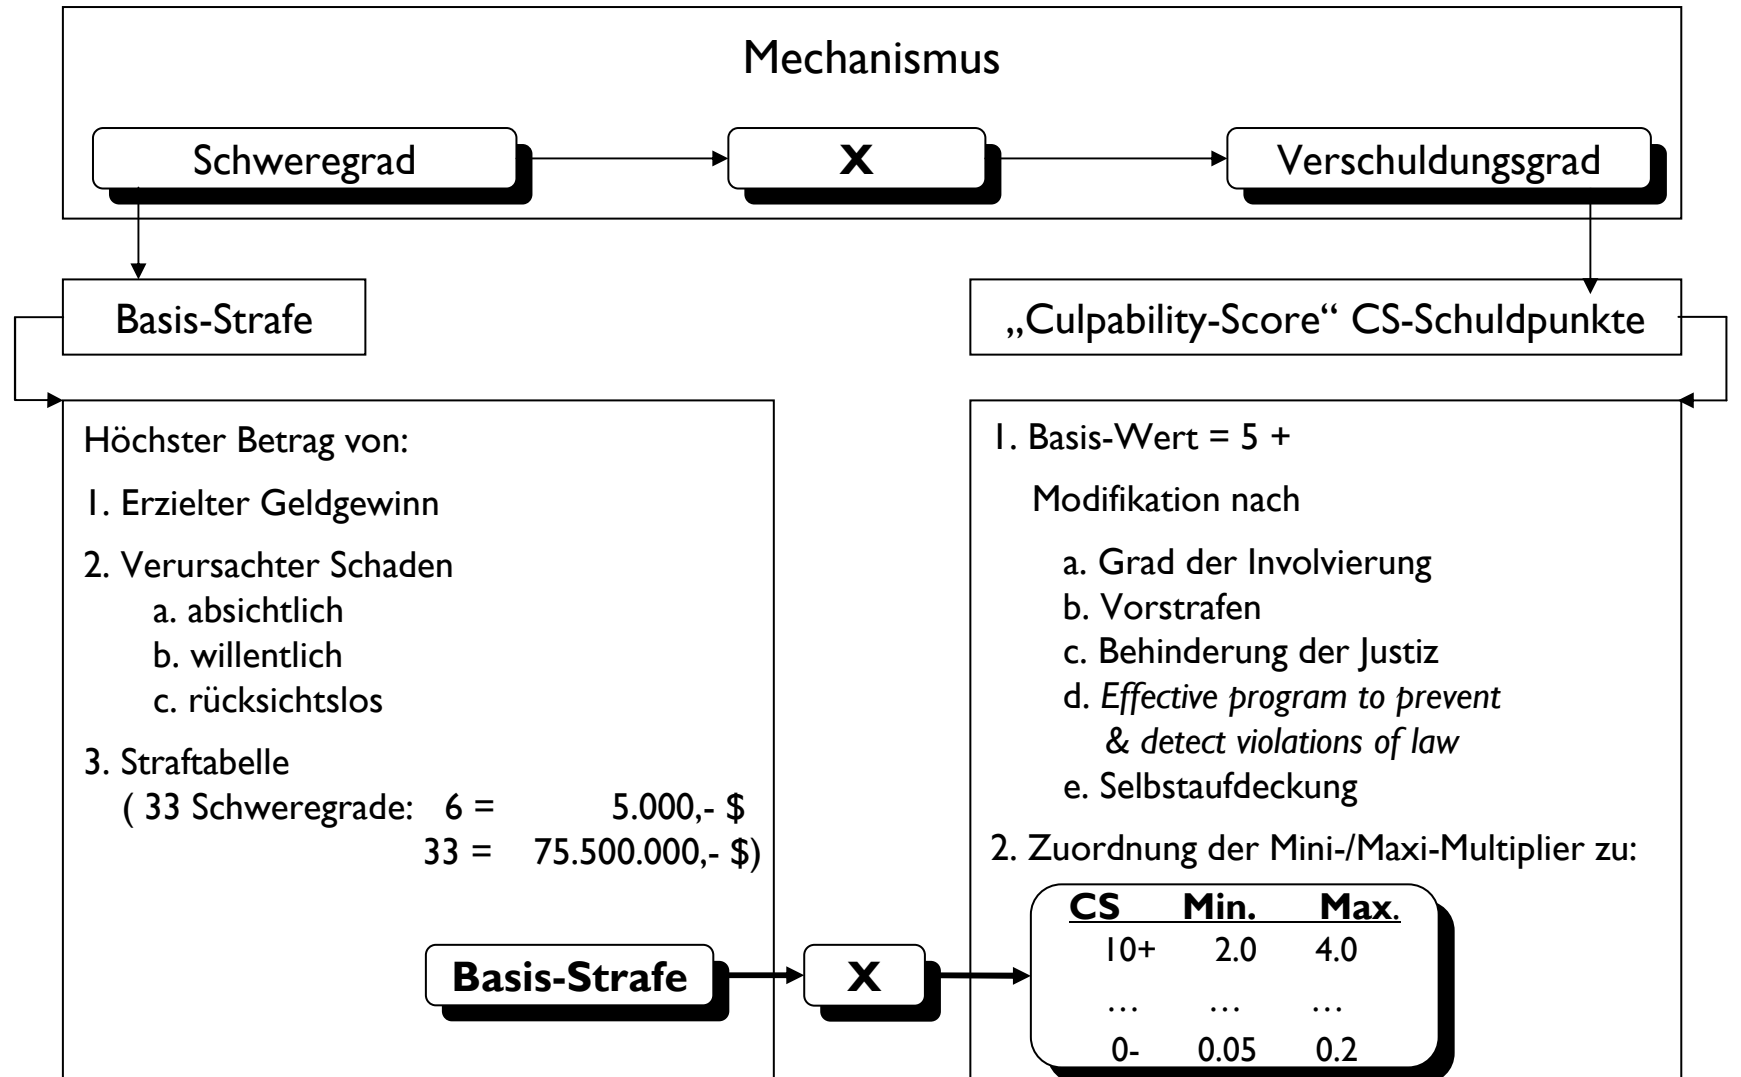 Mechanismus
Schweregrad
X
Verschuldungsgrad
Basis-Strafe
„Culpability-Score“ CS-Schuldpunkte
Höchster Betrag von:
1. Erzielter Geldgewinn
2. Verursachter Schaden
a. absichtlich
b. willentlich
c. rücksichtslos
3. Straftabelle
( 33 Schweregrade: 6 = 5.000,- $
33 = 75.500.000,- $)
1. Basis-Wert = 5 +
Modifikation nach
a. Grad der Involvierung
b. Vorstrafen
c. Behinderung der Justiz
d. Effective program to prevent
& detect violations of law
e. Selbstaufdeckung
2. Zuordnung der Mini-/Maxi-Multiplier zu:
Basis-Strafe
X
CS Min. Max.
10+ 2.0 4.0
… … …
0- 0.05 0.2